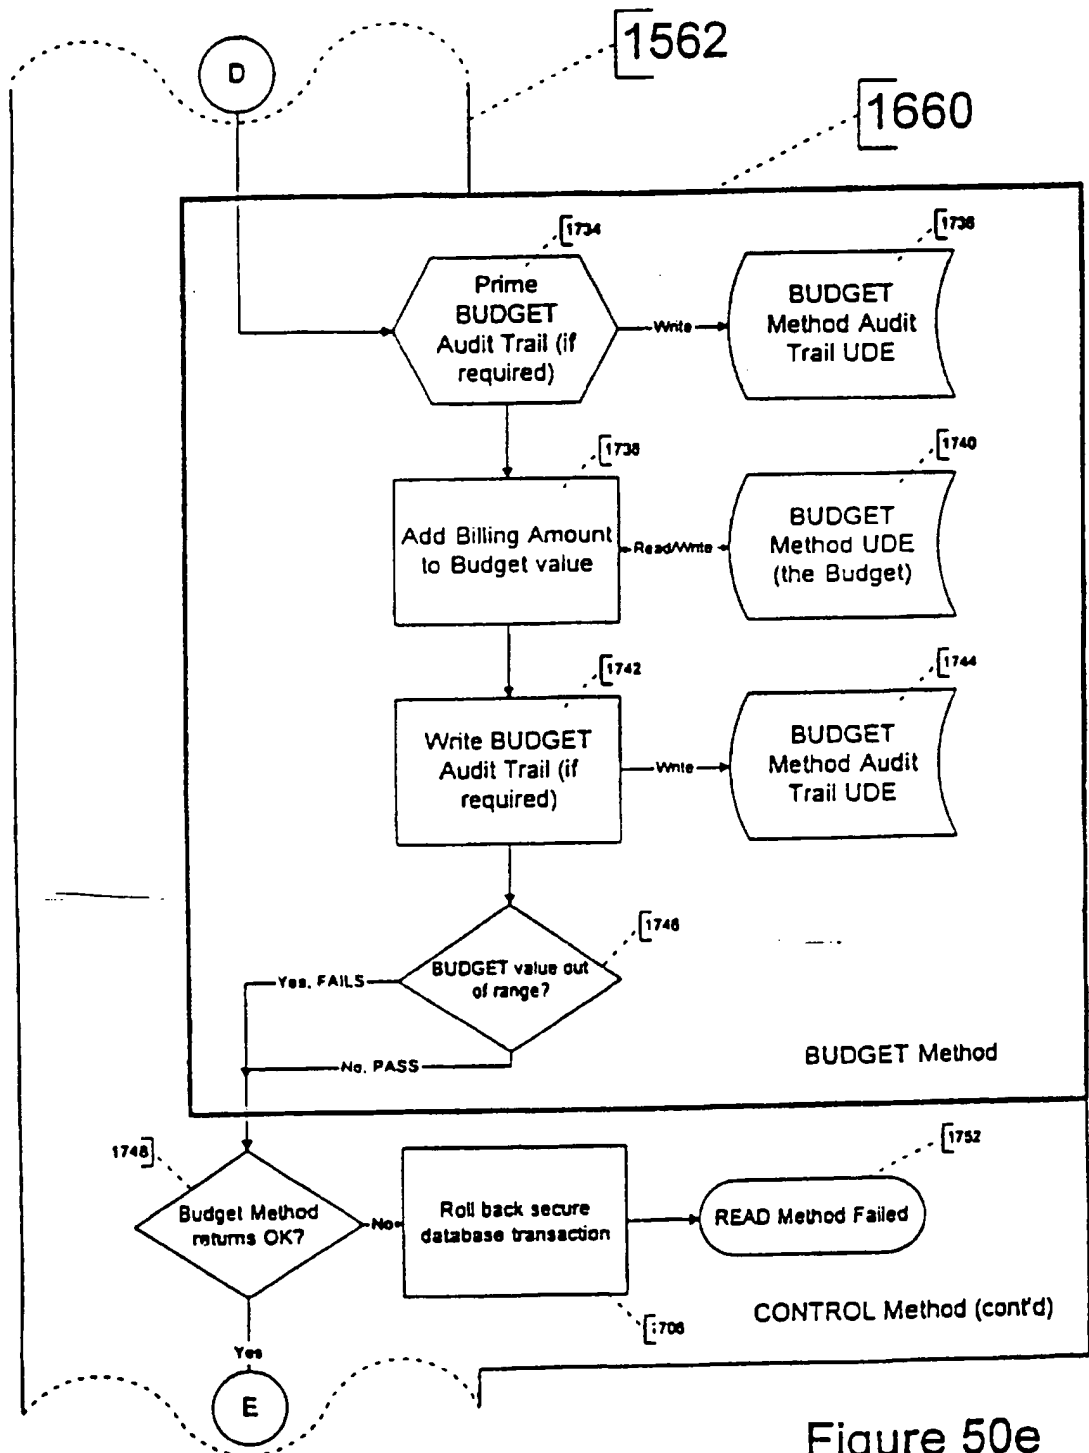 D
1562
1660
1734
Prime
BUDGET
Audit Trail (if
required)
Write
1736
BUDGET
Method Audit
Trail UDE
1738
Add Billing Amount
to Budget value
Read/Write
1740
BUDGET
Method UDE
(the Budget)
1742
Write BUDGET
Audit Trail (if
required)
Write
1744
BUDGET
Method Audit
Trail UDE
1746
BUDGET value out
of range?
Yes, FAILS
No, PASS
BUDGET Method
1748
Budget Method
returns OK?
No
Roll back secure
database transaction
1752
READ Method Failed
CONTROL Method (cont'd)
Yes
E
Figure 50e